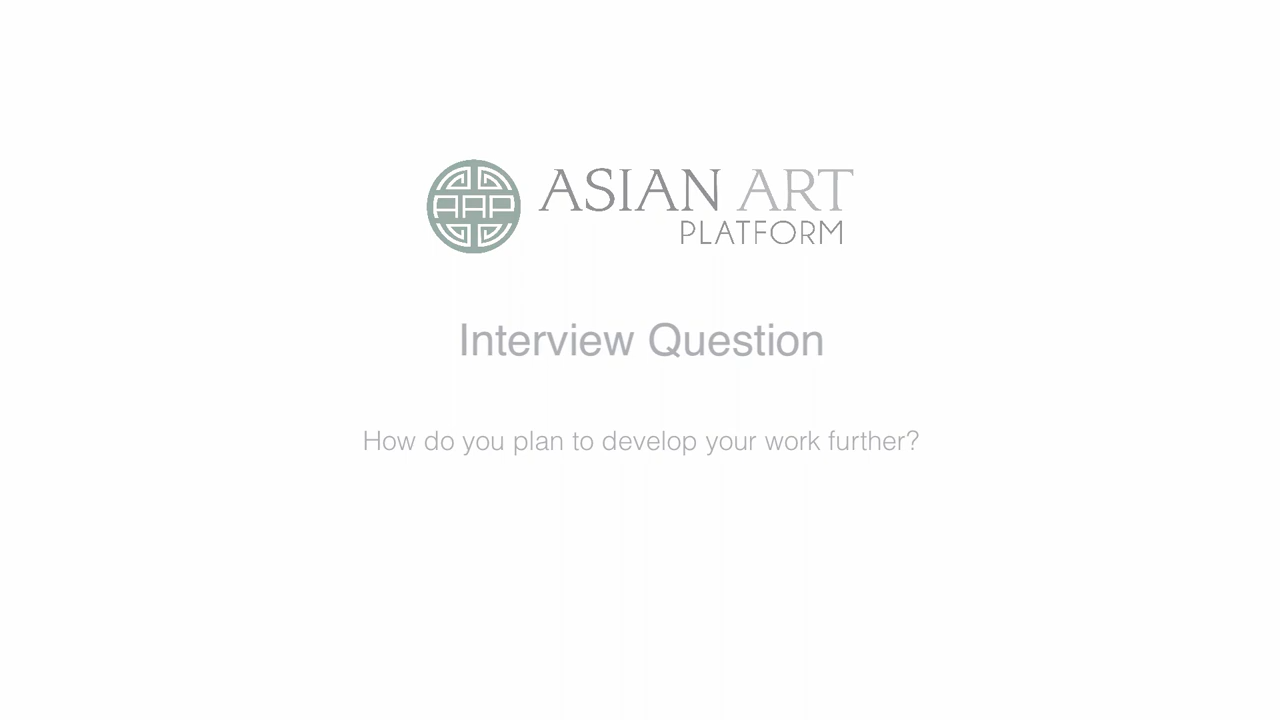 AAP
ASIAN ART
PLATFORM
Interview Question
How do you plan to develop your work further?